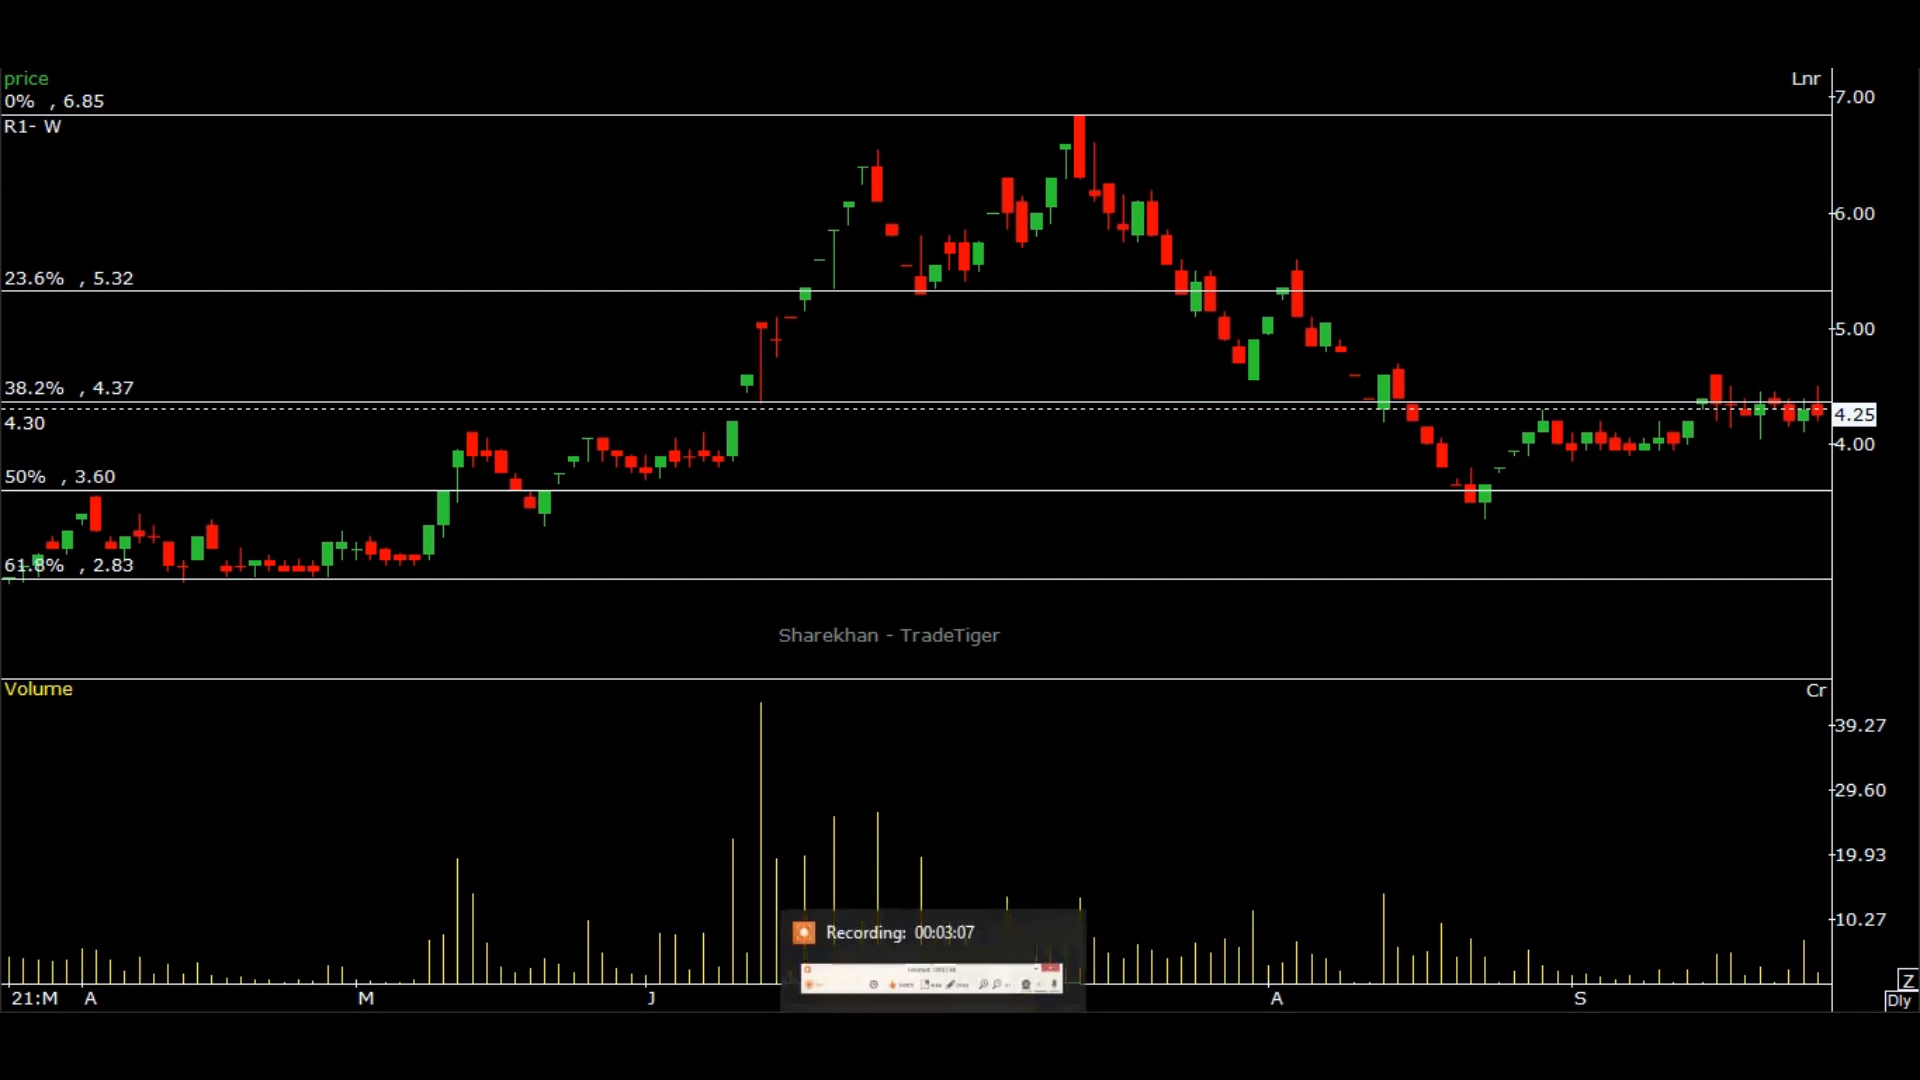 price
Lnr
0% , 6.85
7.00
R1- W
6.00
23.6% , 5.32
5.00
38.2% , 4.37
4.30
4.25
4.00
50% , 3.60
61.8% , 2.83
Sharekhan - TradeTiger
Volume
Cr
39.27
29.60
19.93
10.27
Recording: 00:03:07
21:M A M J A S
Z
Dly